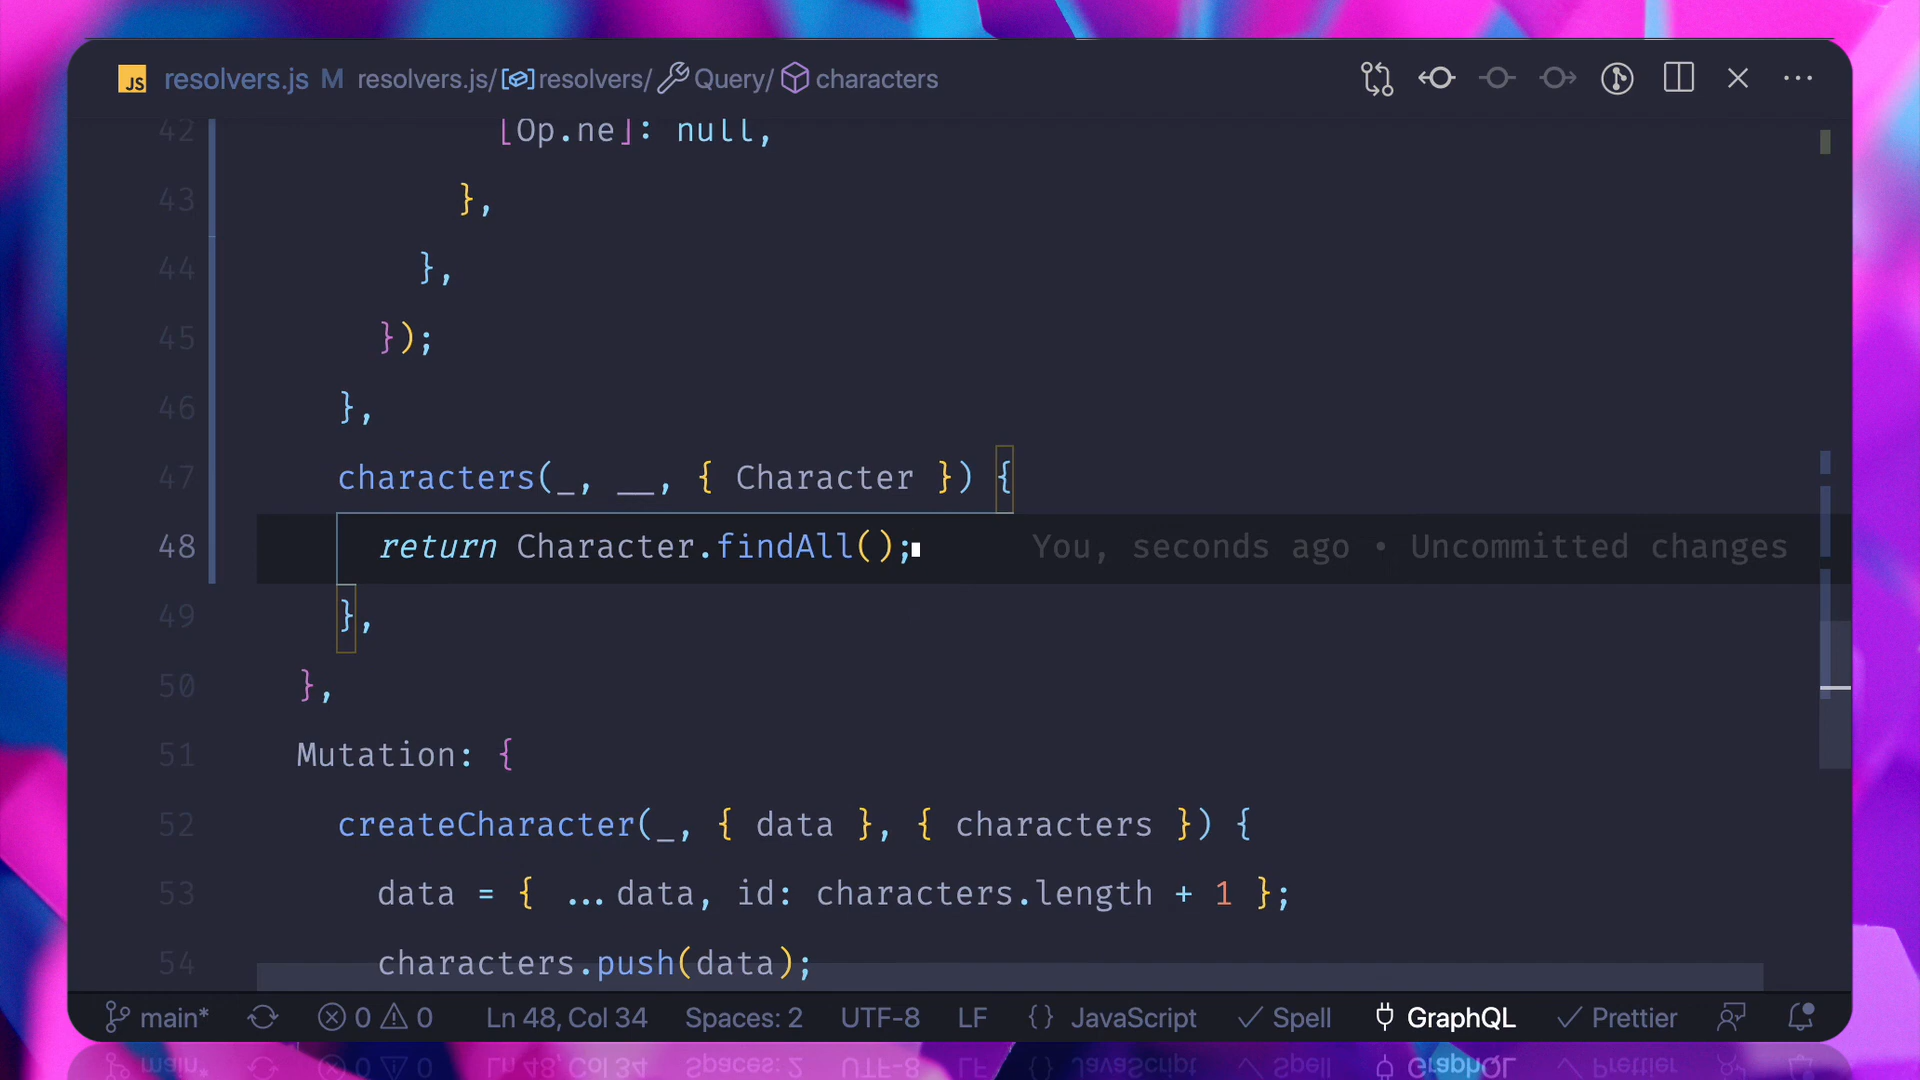 JS resolvers.js M resolvers.js/ resolvers/ Query/ characters
42 [Op.ne]: null,
43 },
44 },
45 });
46 },
47 characters(_, __, { Character }) {
48 return Character.findAll(); You, seconds ago • Uncommitted changes
49 },
50 },
51 Mutation: {
52 createCharacter(_, { data }, { characters }) {
53 data = { ...data, id: characters.length + 1 };
54 characters.push(data);
main* 0 0 Ln 48, Col 34 Spaces: 2 UTF-8 LF {} JavaScript Spell GraphQL Prettier